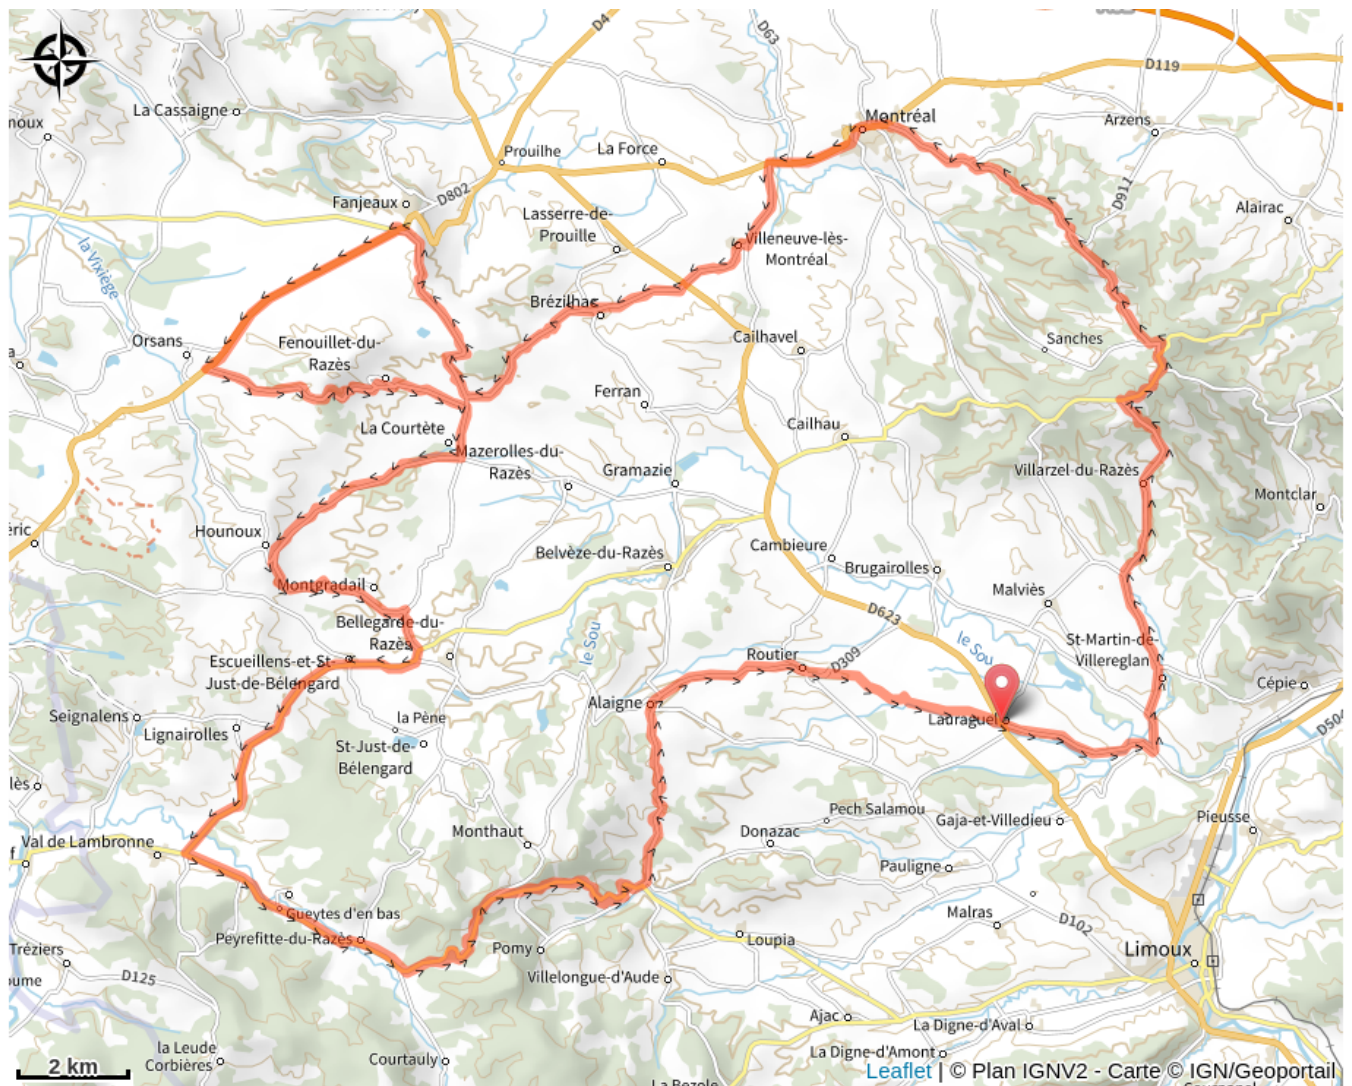 D4
D63
D119
La Cassaigne
noux
Montréal
Arzens
Prouilhe
La Force
D802
D911
Fanjeaux
Lasserre-de-
Prouille
Alairac
la Vixiège
Villeneuve-lès-
Montréal
Brézilhac
Orsans
Fenouillet-du-
Razès
Cailhavel
Sanches
a
Ferran
La Courtète
Cailhau
Mazerolles-du-
Razès
Gramazie
Villarzel-du-Razès
Montclar
éric
Hounoux
Belvèze-du-Razès
Cambieure
Brugairolles
Montgradail
Malviès
D623
Bellegarde-du-
Razès
le Sou
le Sou
St-Martin-de-
Villereglan
Escueillens-et-St-
Just-de-Bélengard
Routier
D309
Cépie
Seignalens
Alaigne
la Pène
Lauraguel
D504
Lignairolles
St-Just-de-
Bélengard
lès
Pech Salamou
Gaja-et-Villedieu
Pieusse
Val de Lambronne
Monthaut
Donazac
f
Pauligne
Gueytes d'en bas
Malras
D102
Peyrefitte-du-Razès
Loupia
Limoux
Tréziers
Pomy
D125
Villelongue-d'Aude
oume
Ajac
La Digne-d'Aval
la Leude
Corbières
Courtauly
La Digne-d'Amont
2 km
Leaflet | © Plan IGNV2 - Carte © IGN/Geoportail